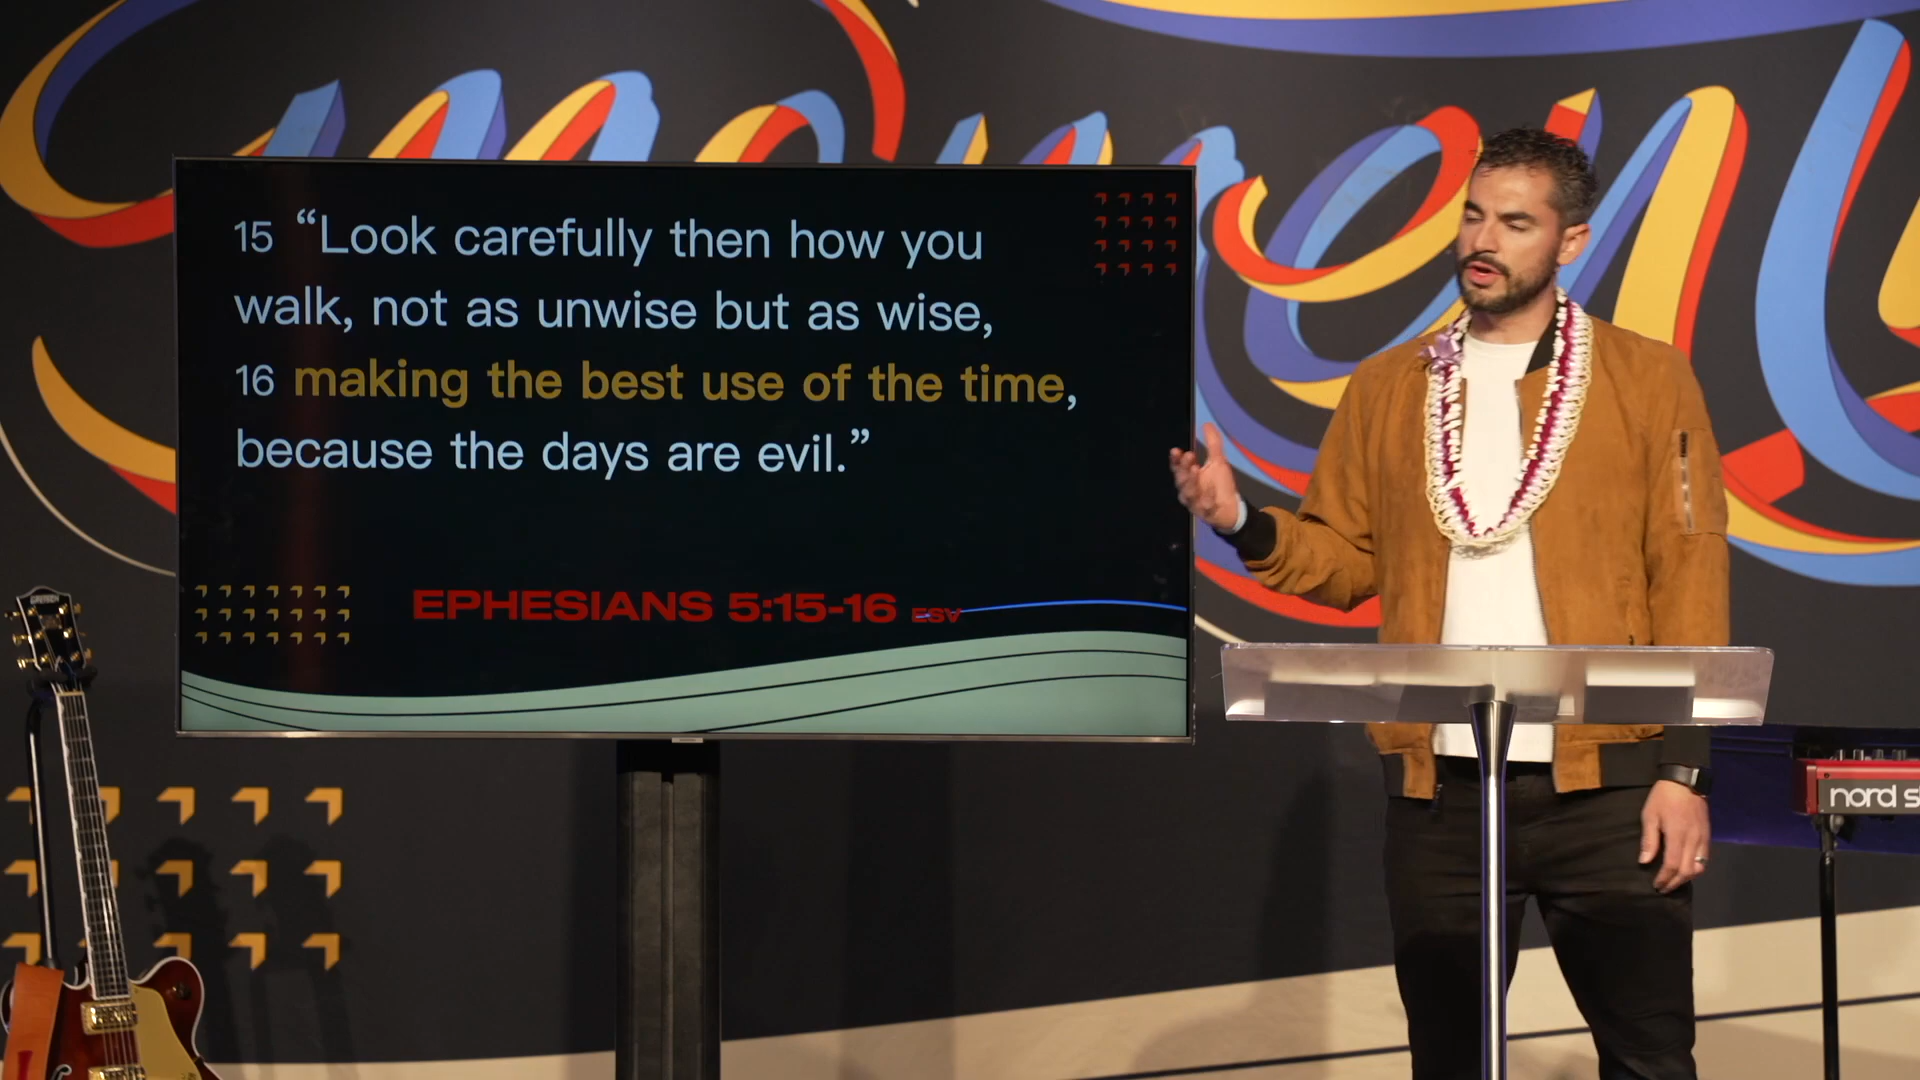 15 “Look carefully then how you
walk, not as unwise but as wise,
16 making the best use of the time,
because the days are evil.”
EPHESIANS 5:15-16 ESV
GRETSCH
nord s